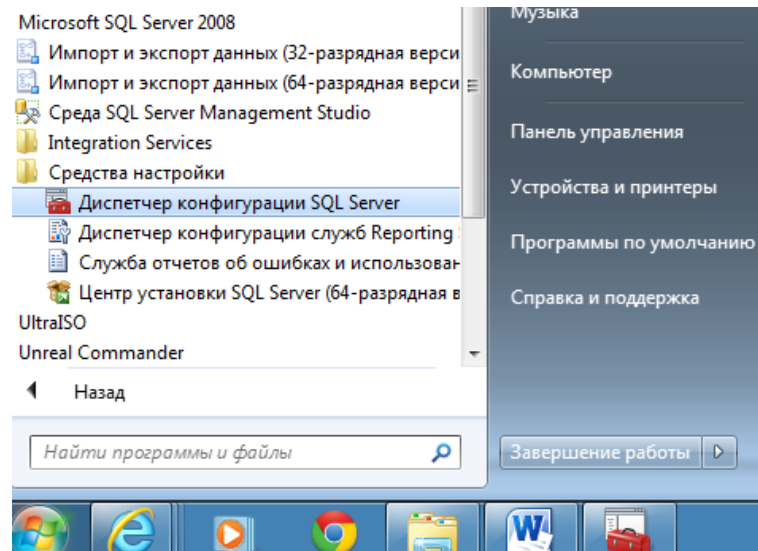 Microsoft SQL Server 2008
Импорт и экспорт данных (32-разрядная верси
Импорт и экспорт данных (64-разрядная верси
Среда SQL Server Management Studio
Integration Services
Средства настройки
Диспетчер конфигурации SQL Server
Диспетчер конфигурации служб Reporting
Служба отчетов об ошибках и использован
Центр установки SQL Server (64-разрядная в
UltraISO
Unreal Commander
Назад
Найти программы и файлы
Музыка
Компьютер
Панель управления
Устройства и принтеры
Программы по умолчанию
Справка и поддержка
Завершение работы